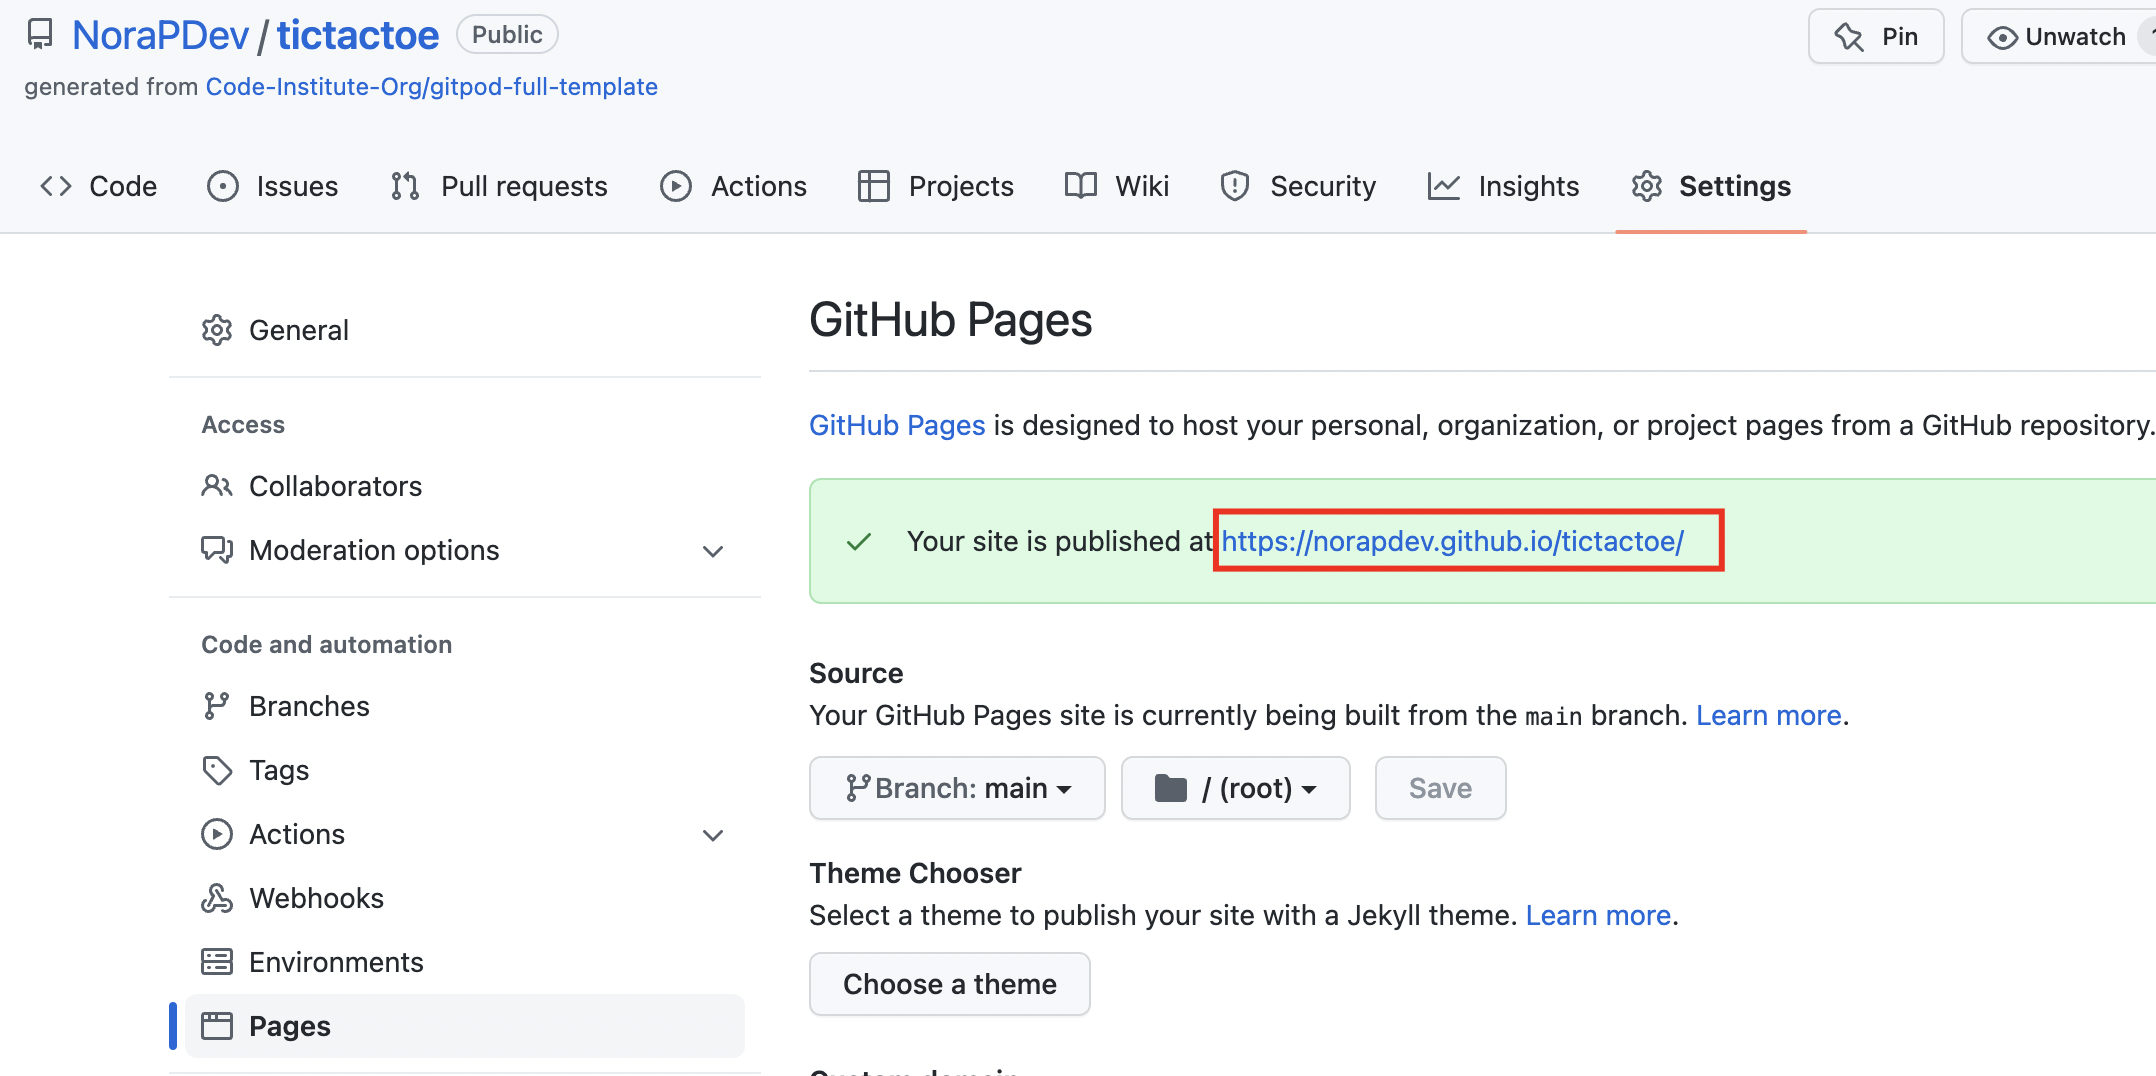 NoraPDev / tictactoe Public
Pin
Unwatch
generated from Code-Institute-Org/gitpod-full-template
Code
Issues
Pull requests
Actions
Projects
Wiki
Security
Insights
Settings
General
Access
Collaborators
Moderation options
Code and automation
Branches
Tags
Actions
Webhooks
Environments
Pages
GitHub Pages
GitHub Pages is designed to host your personal, organization, or project pages from a GitHub repository.
Your site is published at https://norapdev.github.io/tictactoe/
Source
Your GitHub Pages site is currently being built from the main branch. Learn more.
Branch: main
/ (root)
Save
Theme Chooser
Select a theme to publish your site with a Jekyll theme. Learn more.
Choose a theme
Custom domain